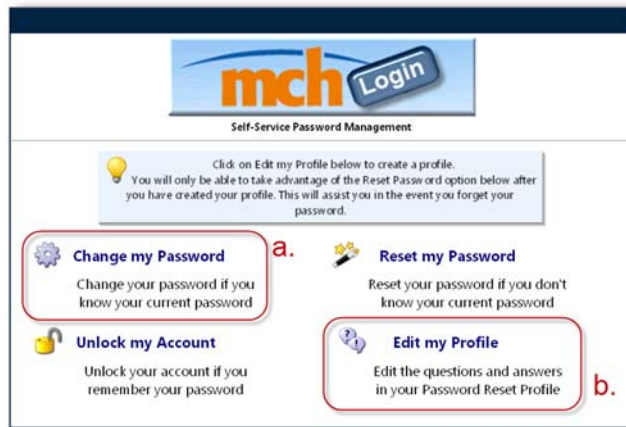 mch Login
Self-Service Password Management
Click on Edit my Profile below to create a profile.
You will only be able to take advantage of the Reset Password option below after
you have created your profile. This will assist you in the event you forget your
password.
Change my Password
a.
Change your password if you
know your current password
Reset my Password
Reset your password if you don't
know your current password
Unlock my Account
Unlock your account if you
remember your password
Edit my Profile
Edit the questions and answers
in your Password Reset Profile
b.